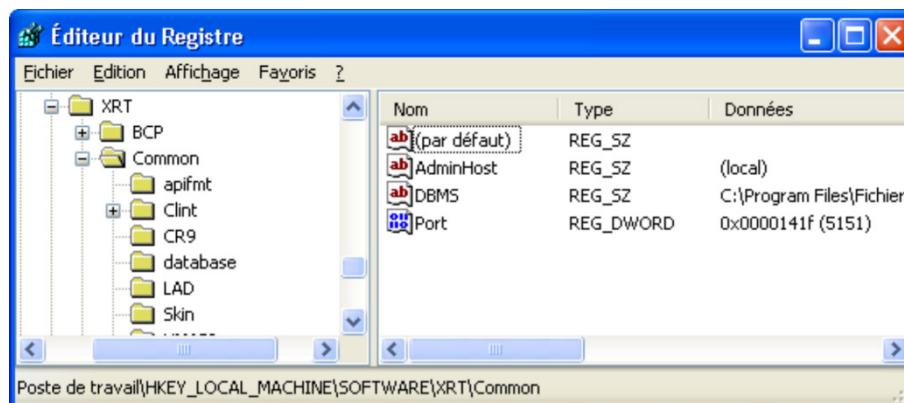 Éditeur du Registre
Fichier Edition Affichage Favoris ?
XRT
BCP
Common
apifmt
Clint
CR9
database
LAD
Skin
Nom Type Données
(par défaut) REG_SZ
AdminHost REG_SZ (local)
DBMS REG_SZ C:\Program Files\Fichier
Port REG_DWORD 0x0000141f (5151)
Poste de travail\HKEY_LOCAL_MACHINE\SOFTWARE\XRT\Common